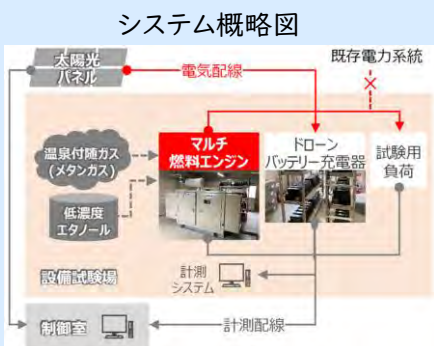 システム概略図
太陽光
パネル
電気配線
既存電力系統
温泉付随ガス
(メタンガス)
マルチ
燃料エンジン
ドローン
バッテリー充電器
試験用
負荷
低濃度
エタノール
設備試験場
計測
システム
制御室
計測配線